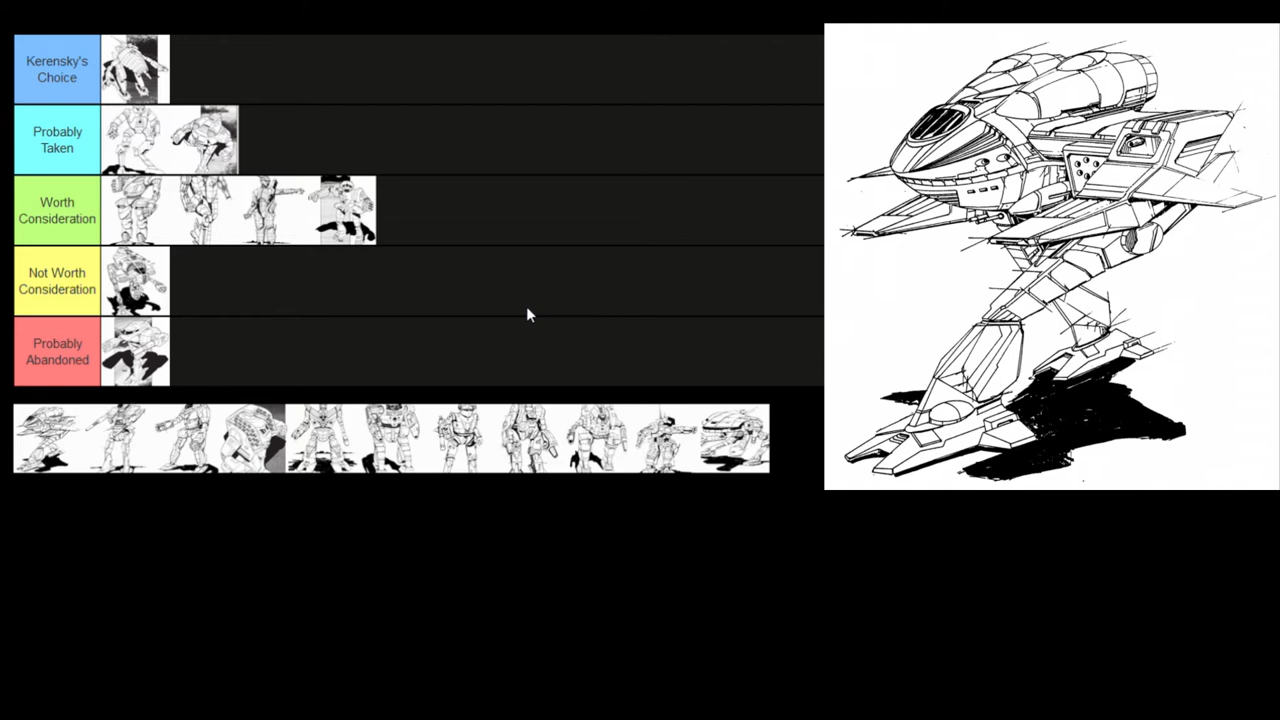 Kerensky's
Choice
Probably
Taken
Worth
Consideration
Not Worth
Consideration
Probably
Abandoned